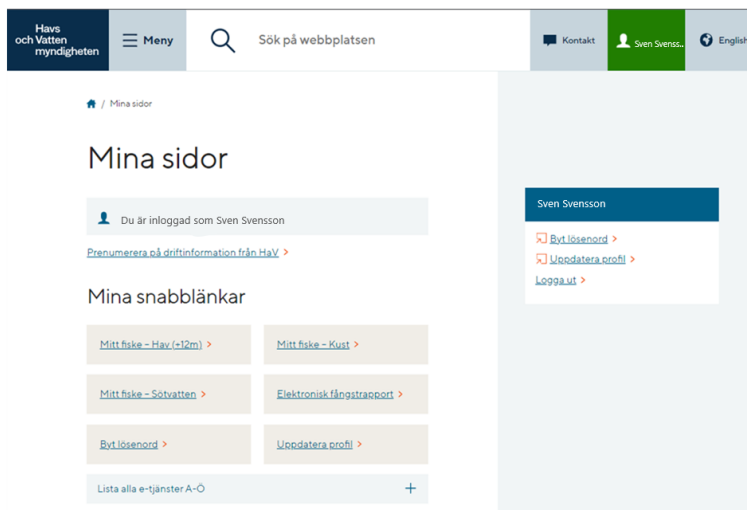 Havs
och Vatten
myndigheten
Meny
Sök på webbplatsen
Kontakt
Sven Svenss..
English
/ Mina sidor
Mina sidor
Du är inloggad som Sven Svensson
Prenumerera på driftinformation från HaV
Mina snabblänkar
Mitt fiske – Hav (+12m)
Mitt fiske – Kust
Mitt fiske – Sötvatten
Elektronisk fångstrapport
Byt lösenord
Uppdatera profil
Lista alla e-tjänster A-Ö
Sven Svensson
Byt lösenord
Uppdatera profil
Logga ut